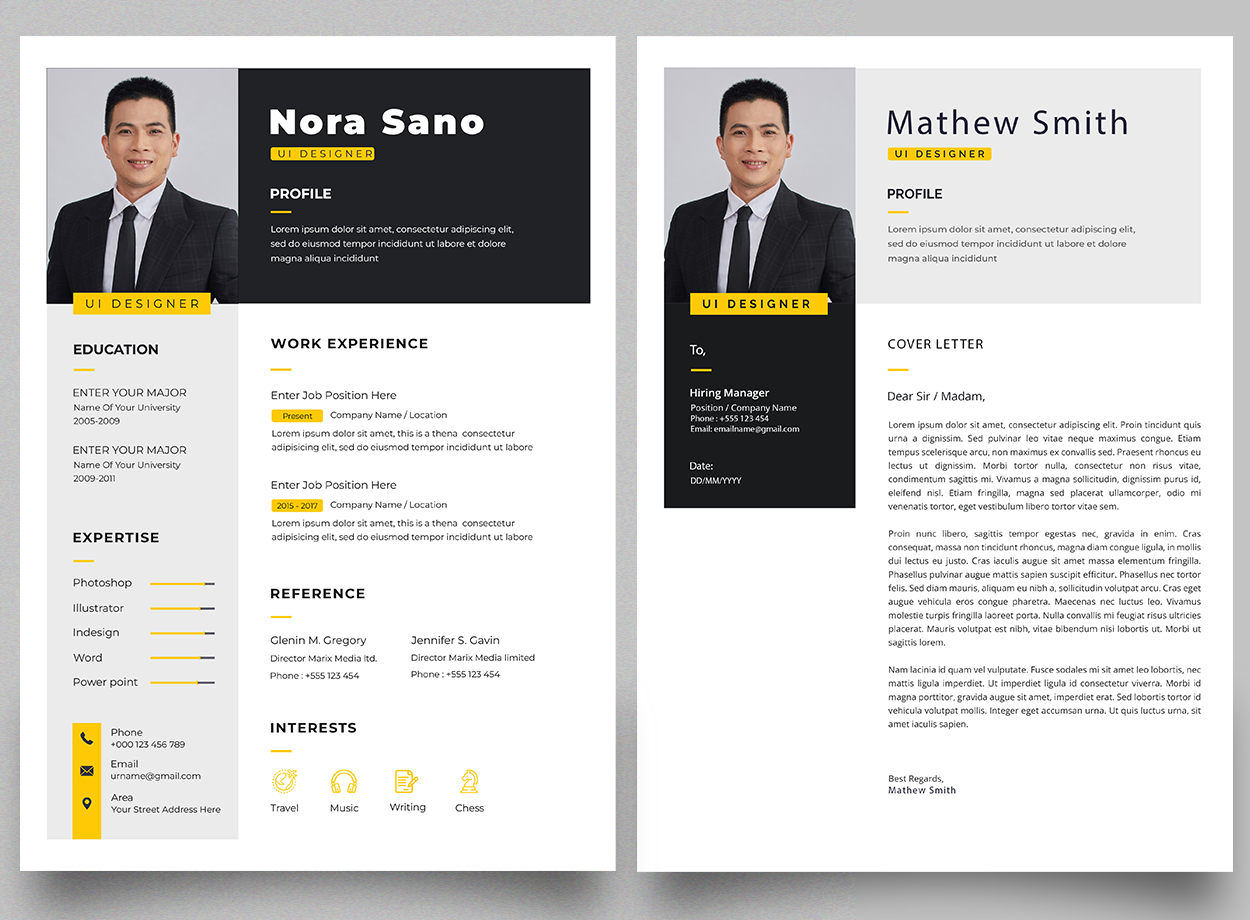 Nora Sano
UI DESIGNER
PROFILE
Lorem ipsum dolor sit amet, consectetur adipiscing elit,
sed do eiusmod tempor incididunt ut labore et dolore
magna aliqua incididunt
UI DESIGNER
EDUCATION
ENTER YOUR MAJOR
Name Of Your University
2005-2009
ENTER YOUR MAJOR
Name Of Your University
2009-2011
EXPERTISE
Photoshop
Illustrator
Indesign
Word
Power point
Phone
+000 123 456 789
Email
urname@gmail.com
Area
Your Street Address Here
WORK EXPERIENCE
Enter Job Position Here
Present Company Name / Location
Lorem ipsum dolor sit amet, this is a thena consectetur
adipisicing elit, sed do eiusmod tempor incididunt ut labore
Enter Job Position Here
2015 - 2017 Company Name / Location
Lorem ipsum dolor sit amet, this is a thena consectetur
adipisicing elit, sed do eiusmod tempor incididunt ut labore
REFERENCE
Glenin M. Gregory
Director Marix Media ltd.
Phone : +555 123 454
Jennifer S. Gavin
Director Marix Media limited
Phone : +555 123 454
INTERESTS
Travel Music Writing Chess
Mathew Smith
UI DESIGNER
PROFILE
Lorem ipsum dolor sit amet, consectetur adipiscing elit,
sed do eiusmod tempor incididunt ut labore et dolore
magna aliqua incididunt
UI DESIGNER
To,
Hiring Manager
Position / Company Name
Phone : +555 123 454
Email: emailname@gmail.com
Date:
DD/MM/YYYY
COVER LETTER
Dear Sir / Madam,
Lorem ipsum dolor sit amet, consectetur adipiscing elit. Proin tincidunt quis
urna a dignissim. Sed pulvinar leo vitae neque maximus congue. Etiam
tempus scelerisque arcu, non maximus ex convallis sed. Praesent rhoncus eu
lectus ut dignissim. Morbi tortor nulla, consectetur non risus vitae,
condimentum sagittis mi. Vivamus a magna sollicitudin, dignissim purus id,
eleifend nisl. Etiam fringilla, magna sed placerat ullamcorper, odio mi
venenatis tortor, eget vestibulum libero tortor vitae sem.
Proin nunc libero, sagittis tempor egestas nec, gravida in enim. Cras
consequat, massa non tincidunt rhoncus, magna diam congue ligula, in mollis
dui lectus eu justo. Cras iaculis augue sit amet massa elementum fringilla.
Phasellus pulvinar augue mattis sapien suscipit efficitur. Phasellus nec tortor
felis. Sed diam mauris, aliquam eu nibh a, sollicitudin volutpat arcu. Cras eget
augue vehicula eros congue pharetra. Maecenas nec luctus leo. Vivamus
molestie turpis fringilla laoreet porta. Nulla convallis mi feugiat risus ultricies
placerat. Mauris volutpat est nibh, vitae bibendum nisi lobortis ut. Morbi ut
sagittis lorem.
Nam lacinia id quam vel vulputate. Fusce sodales mi sit amet leo lobortis, nec
mattis ligula imperdiet. Ut imperdiet ligula id consectetur viverra. Morbi id
magna porttitor, gravida augue sit amet, imperdiet erat. Sed lobortis tortor id
vehicula volutpat mollis. Integer eget accumsan urna. Ut quis luctus urna, sit
amet iaculis sapien.
Best Regards,
Mathew Smith